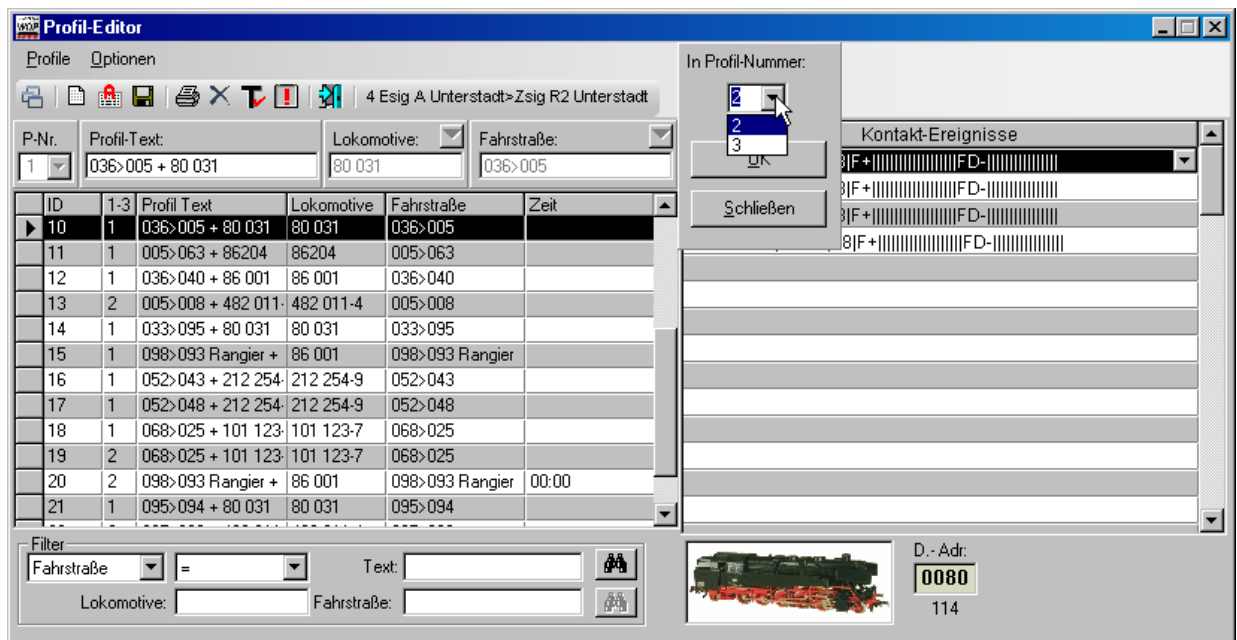 WDP Profil-Editor
Profile Optionen
4 Esig A Unterstadt>Zsig R2 Unterstadt
In Profil-Nummer:
2
2
3
OK
Schließen
P-Nr. Profil-Text: Lokomotive: Fahrstraße:
1 036>005 + 80 031 80 031 036>005
Kontakt-Ereignisse
|F+||||||||||||||||||FD-|||||||||||||||
|F+||||||||||||||||||FD-|||||||||||||||
|F+||||||||||||||||||FD-|||||||||||||||
8|F+||||||||||||||||||FD-|||||||||||||||
ID 1-3 Profil Text Lokomotive Fahrstraße Zeit
10 1 036>005 + 80 031 80 031 036>005
11 1 005>063 + 86204 86204 005>063
12 1 036>040 + 86 001 86 001 036>040
13 2 005>008 + 482 011- 482 011-4 005>008
14 1 033>095 + 80 031 80 031 033>095
15 1 098>093 Rangier + 86 001 098>093 Rangier
16 1 052>043 + 212 254- 212 254-9 052>043
17 1 052>048 + 212 254- 212 254-9 052>048
18 1 068>025 + 101 123- 101 123-7 068>025
19 2 068>025 + 101 123- 101 123-7 068>025
20 2 098>093 Rangier + 86 001 098>093 Rangier 00:00
21 1 095>094 + 80 031 80 031 095>094
Filter
Fahrstraße = Text:
Lokomotive: Fahrstraße:
D.- Adr:
0080
114